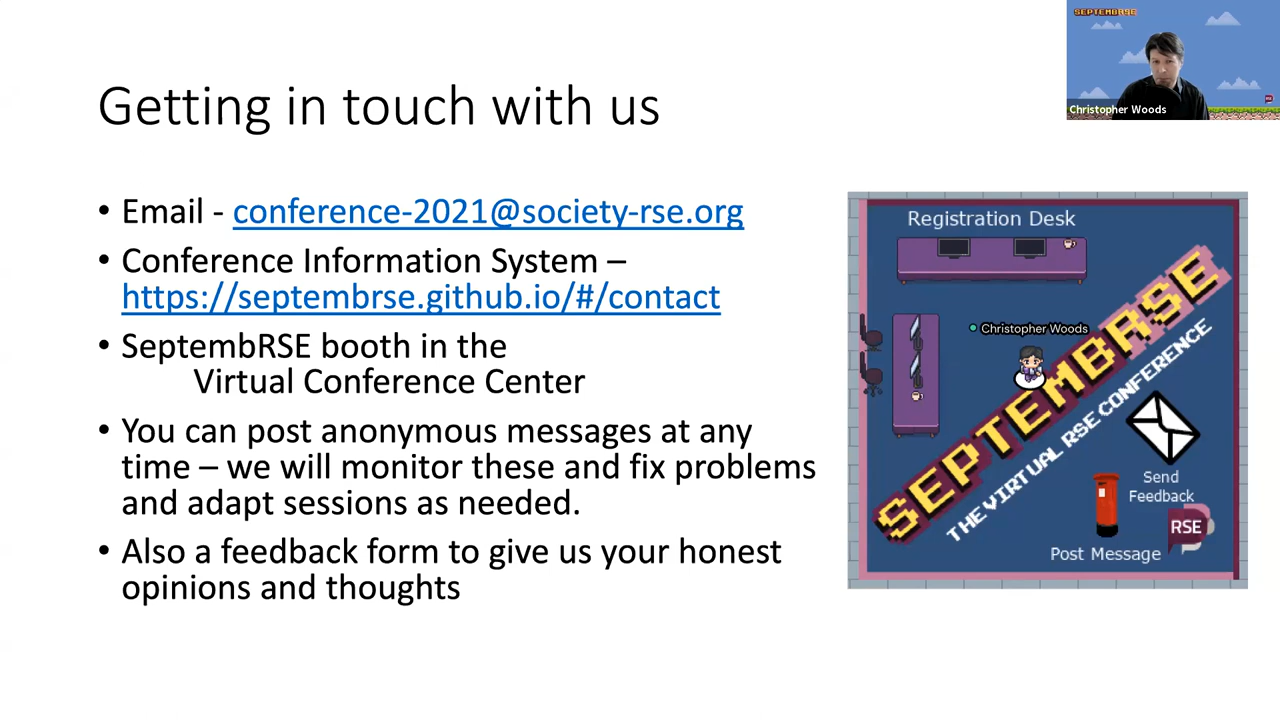 SEPTEMBRSE
Christopher Woods
Getting in touch with us
• Email - conference-2021@society-rse.org
• Conference Information System –
https://septembrse.github.io/#/contact
• SeptembRSE booth in the
Virtual Conference Center
• You can post anonymous messages at any
time – we will monitor these and fix problems
and adapt sessions as needed.
• Also a feedback form to give us your honest
opinions and thoughts
Registration Desk
Christopher Woods
SEPTEMBRSE
THE VIRTUAL RSE CONFERENCE
Send
Feedback
RSE
Post Message